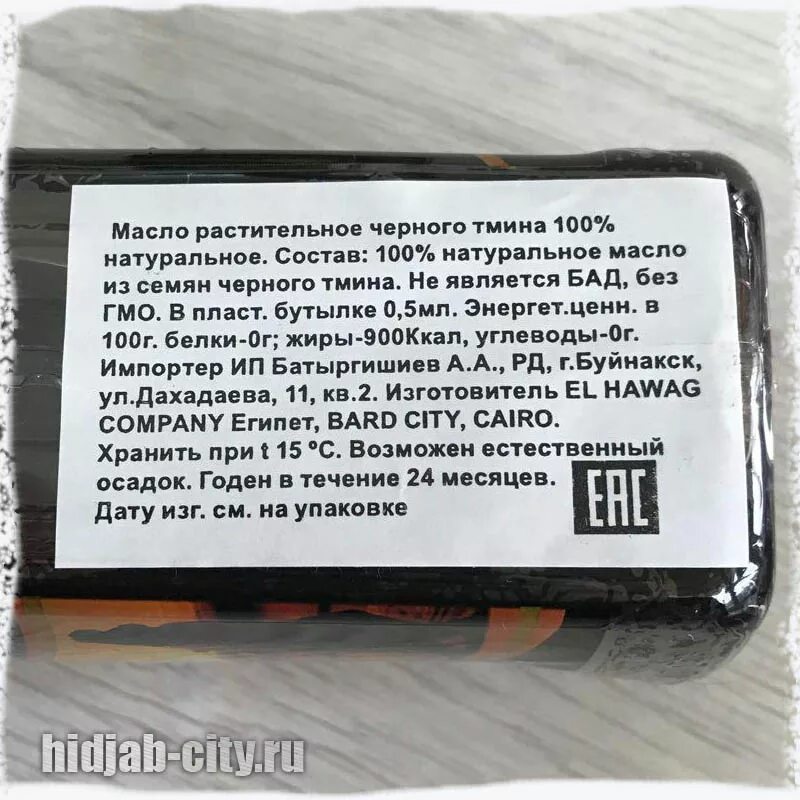 Масло растительное черного тмина 100%
натуральное. Состав: 100% натуральное масло
из семян черного тмина. Не является БАД, без
ГМО. В пласт. бутылке 0,5мл. Энергет.ценн. в
100г. белки-0г; жиры-900Ккал, углеводы-0г.
Импортер ИП Батыргишиев А.А., РД, г.Буйнакск,
ул.Дахадаева, 11, кв.2. Изготовитель EL HAWAG
COMPANY Египет, BARD CITY, CAIRO.
Хранить при t 15 ºС. Возможен естественный
осадок. Годен в течение 24 месяцев.
Дату изг. см. на упаковке
EAC
hidjab-city.ru